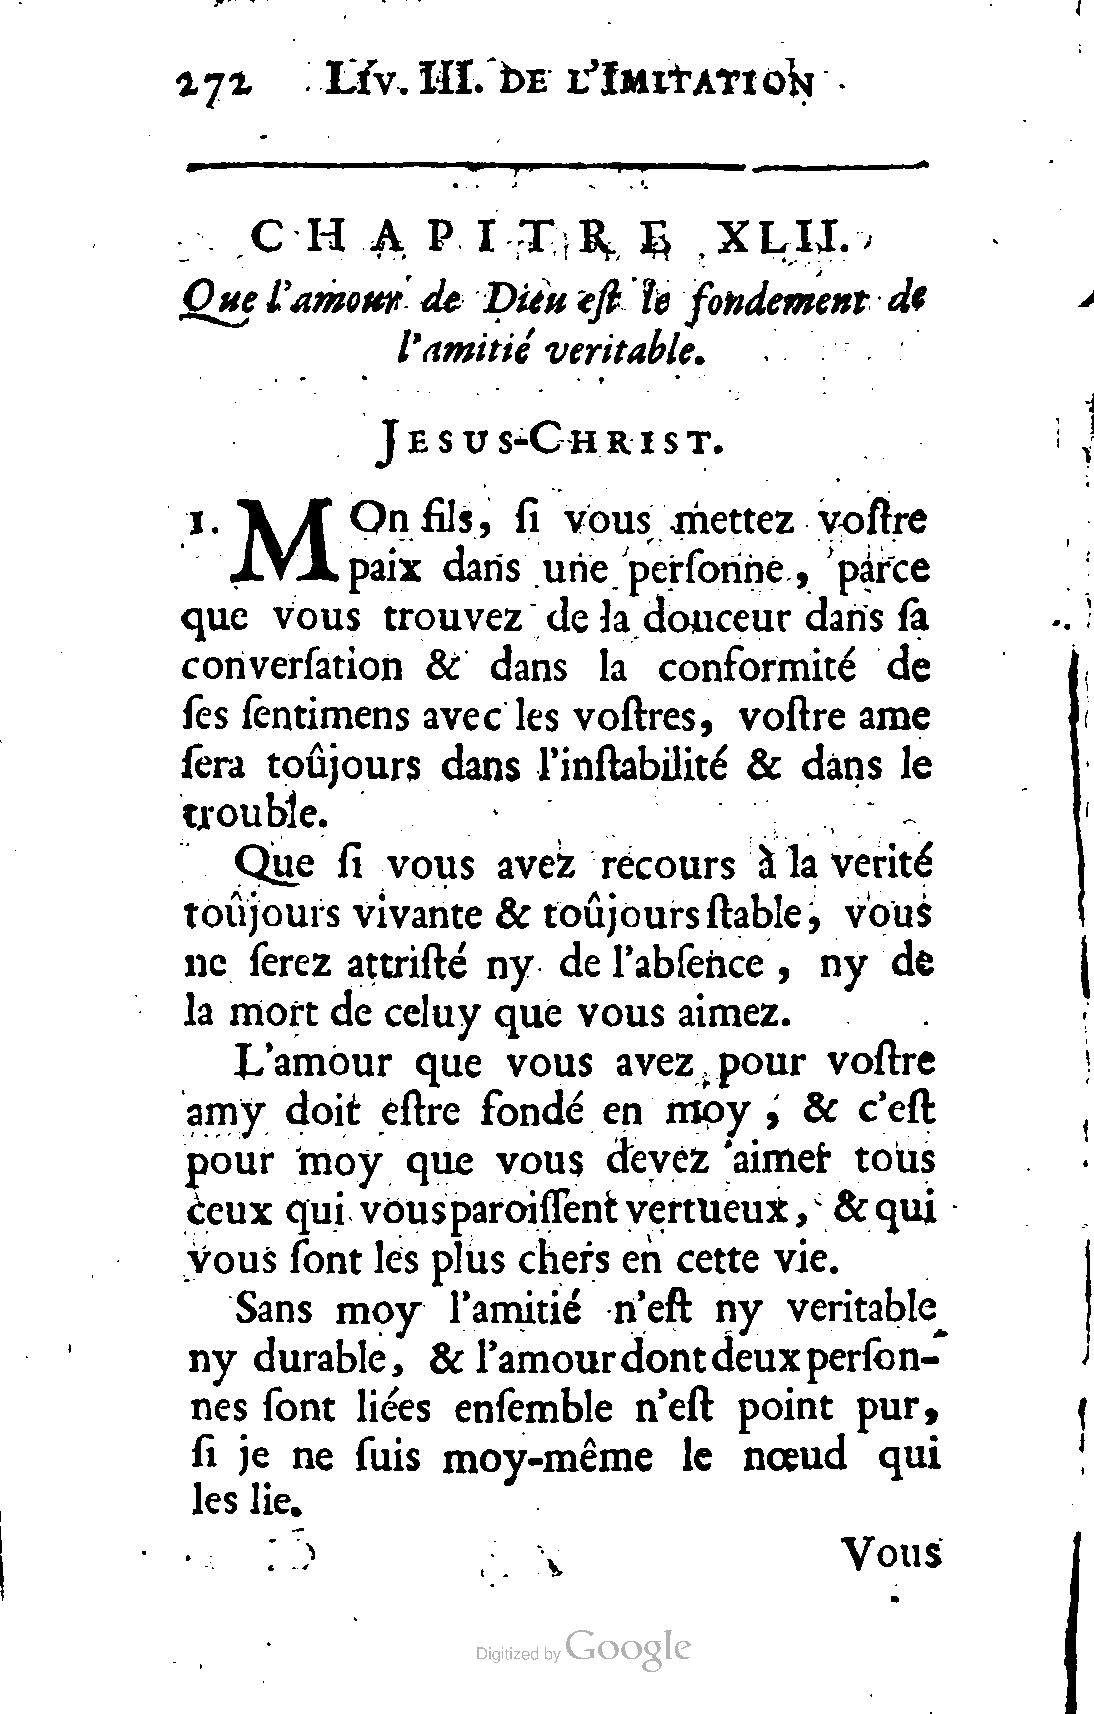 272 Liv. III. DE L'IMITATION
CHAPITRE XLII.
Que l'amour de Dieu eſt le fondement de
l'amitié veritable.
JESUS-CHRIST.
1. MOn fils, ſi vous mettez voſtre
paix dans une perſonne, parce
que vous trouvez de la douceur dans ſa
converſation & dans la conformité de
ſes ſentimens avec les voſtres, voſtre ame
ſera toûjours dans l'inſtabilité & dans le
trouble.
Que ſi vous avez recours à la verité
toûjours vivante & toûjours ſtable, vous
ne ſerez attriſté ny de l'abſence, ny de
la mort de celuy que vous aimez.
L'amour que vous avez pour voſtre
amy doit eſtre fondé en moy, & c'eſt
pour moy que vous devez aimer tous
ceux qui vous paroiſſent vertueux, & qui
vous ſont les plus chers en cette vie.
Sans moy l'amitié n'eſt ny veritable
ny durable, & l'amour dont deux perſon-
nes ſont liées enſemble n'eſt point pur,
ſi je ne ſuis moy-même le nœud qui
les lie.
Vous
Digitized by Google